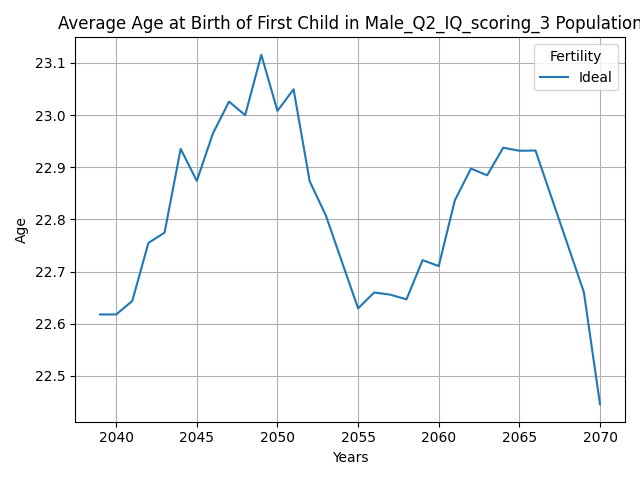 Average Age at Birth of First Child in Male_Q2_IQ_scoring_3 Population
Fertility
Ideal
23.1
23.0
22.9
22.8
22.7
22.6
22.5
Age
2040 2045 2050 2055 2060 2065 2070
Years